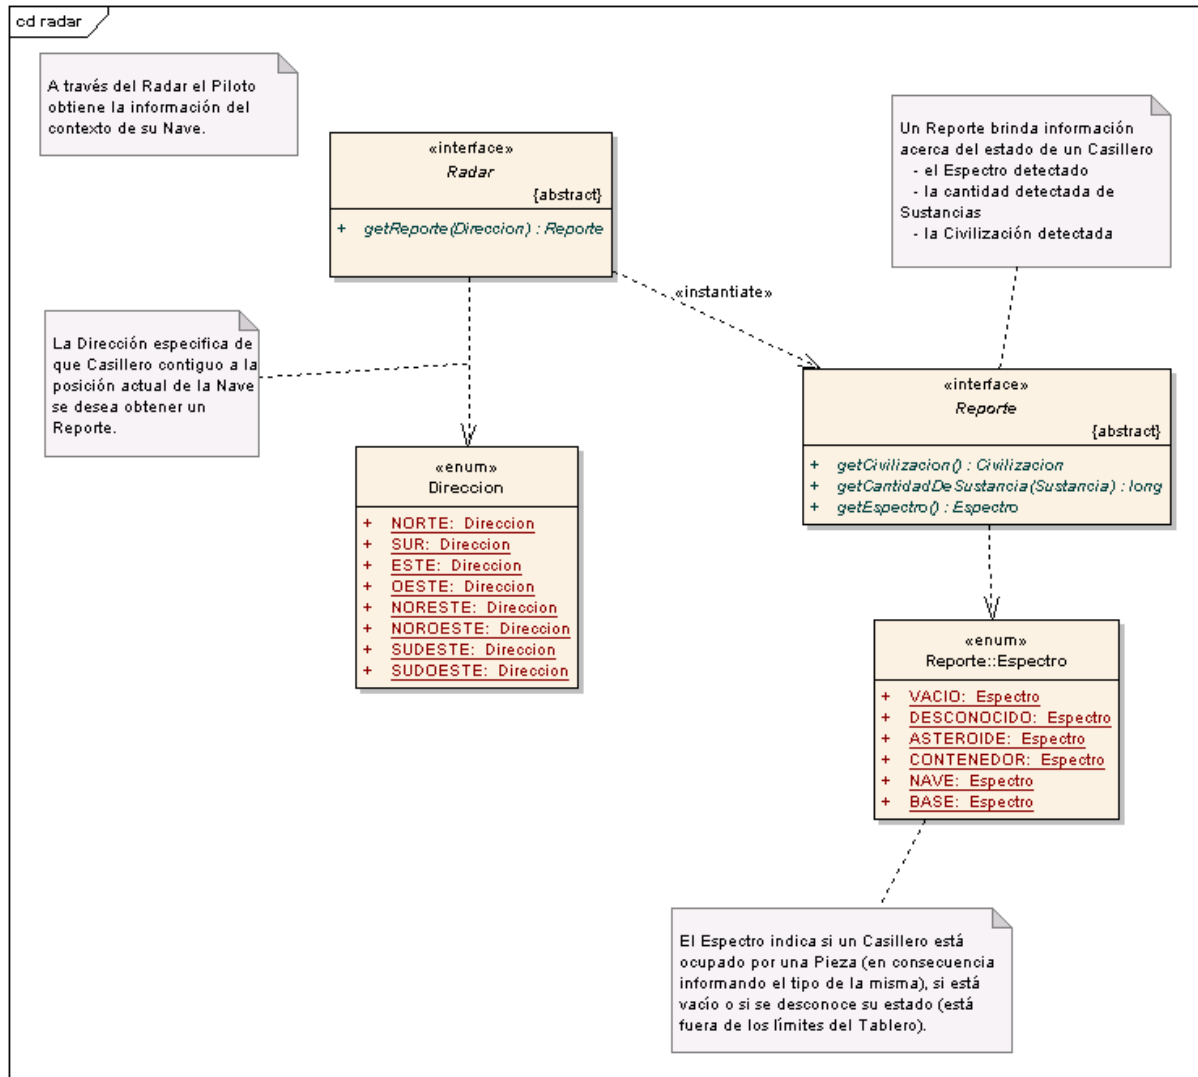 cd radar
A través del Radar el Piloto
obtiene la información del
contexto de su Nave.
«interface»
Radar
{abstract}
+ getReporte(Direccion) : Reporte
Un Reporte brinda información
acerca del estado de un Casillero
- el Espectro detectado
- la cantidad detectada de
Sustancias
- la Civilización detectada
«instantiate»
La Dirección especifica de
que Casillero contiguo a la
posición actual de la Nave
se desea obtener un
Reporte.
«interface»
Reporte
{abstract}
+ getCivilizacion() : Civilizacion
+ getCantidadDeSustancia(Sustancia) : long
+ getEspectro() : Espectro
«enum»
Direccion
+ NORTE: Direccion
+ SUR: Direccion
+ ESTE: Direccion
+ OESTE: Direccion
+ NORESTE: Direccion
+ NOROESTE: Direccion
+ SUDESTE: Direccion
+ SUDOESTE: Direccion
«enum»
Reporte::Espectro
+ VACIO: Espectro
+ DESCONOCIDO: Espectro
+ ASTEROIDE: Espectro
+ CONTENEDOR: Espectro
+ NAVE: Espectro
+ BASE: Espectro
El Espectro indica si un Casillero está
ocupado por una Pieza (en consecuencia
informando el tipo de la misma), si está
vacío o si se desconoce su estado (está
fuera de los límites del Tablero).